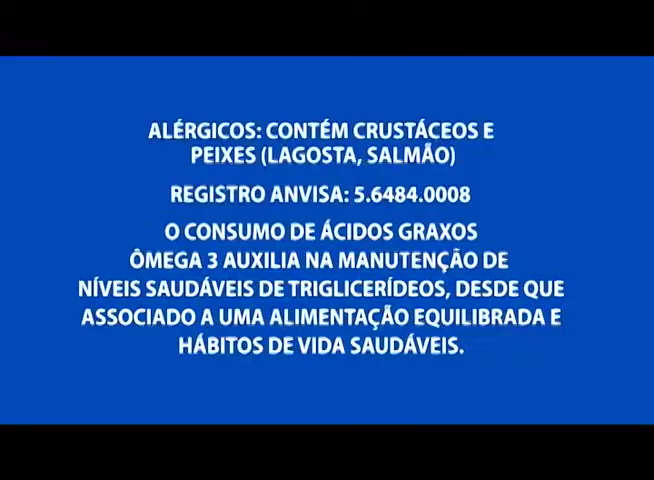 ALÉRGICOS: CONTÉM CRUSTÁCEOS E
PEIXES (LAGOSTA, SALMÃO)
REGISTRO ANVISA: 5.6484.0008
O CONSUMO DE ÁCIDOS GRAXOS
ÔMEGA 3 AUXILIA NA MANUTENÇÃO DE
NÍVEIS SAUDÁVEIS DE TRIGLICERÍDEOS, DESDE QUE
ASSOCIADO A UMA ALIMENTAÇÃO EQUILIBRADA E
HÁBITOS DE VIDA SAUDÁVEIS.